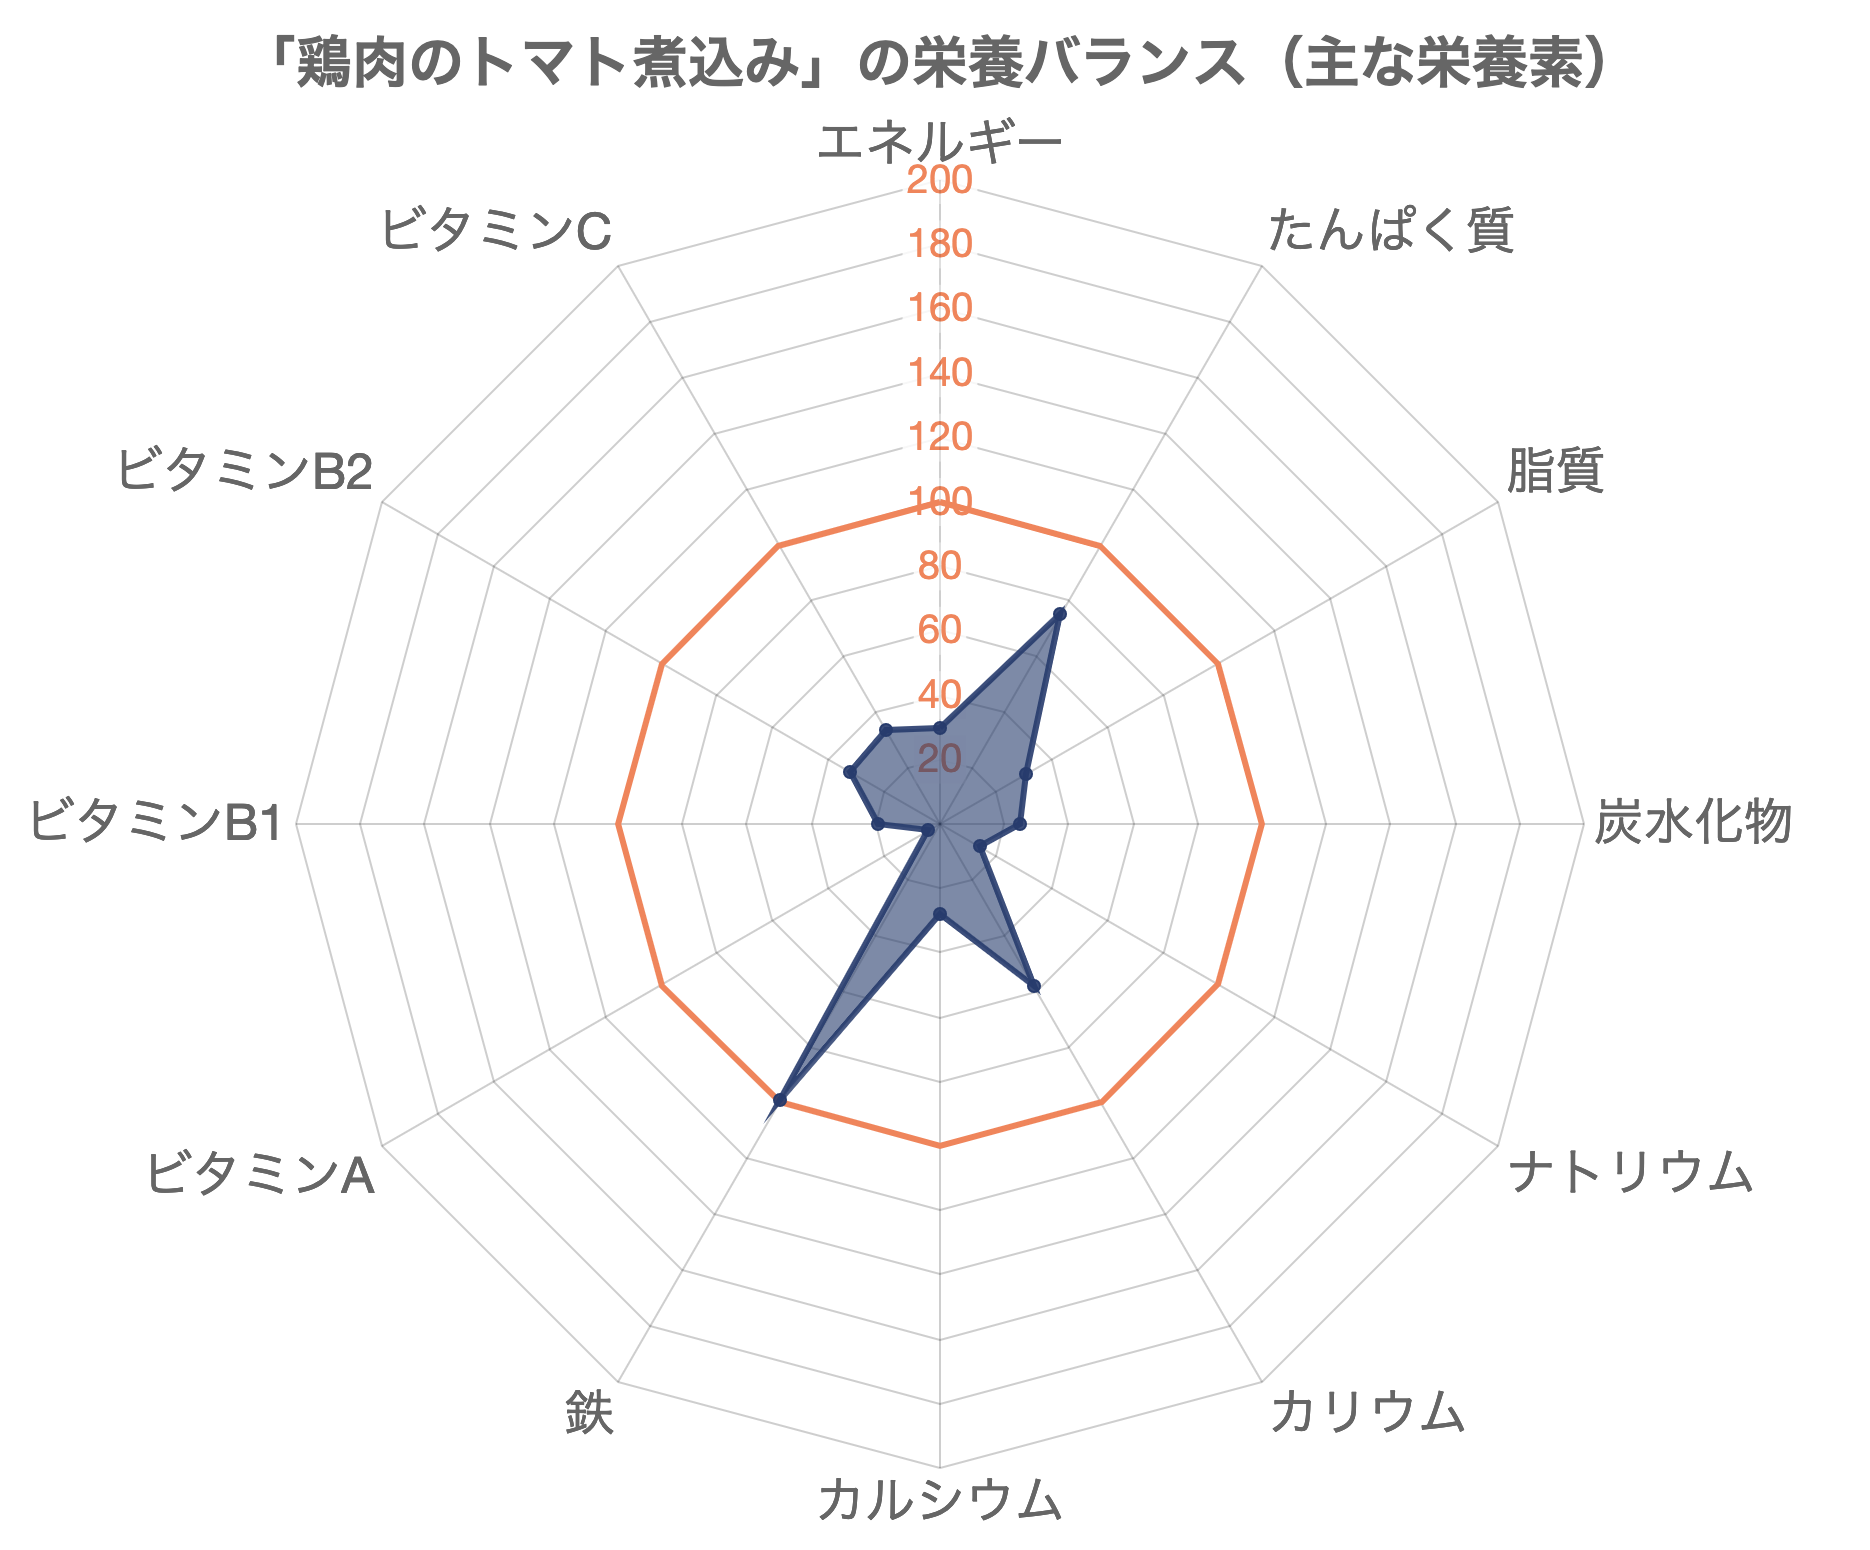 「鶏肉のトマト煮込み」の栄養バランス（主な栄養素）
エネルギー
たんぱく質
脂質
炭水化物
ナトリウム
カリウム
カルシウム
鉄
ビタミンA
ビタミンB1
ビタミンB2
ビタミンC
200
180
160
140
120
100
80
60
40
20